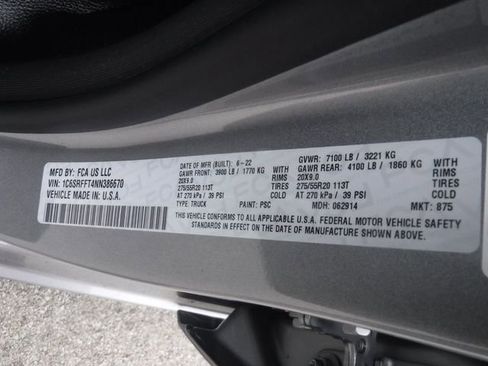 MFD BY: FCA US LLC
VIN: 1C6SRFFT4NN386670
VEHICLE MADE IN: U.S.A.
DATE OF MFR (BUILT): 6-22
GAWR FRONT: 3900 LB / 1770 KG
20X9.0 RIMS
275/55R20 113T TIRES
AT 270 kPa / 39 PSI COLD
GVWR: 7100 LB / 3221 KG
GAWR REAR: 4100 LB / 1860 KG
20X9.0 RIMS
275/55R20 113T TIRES
AT 270 kPa / 39 PSI COLD
TYPE: TRUCK PAINT: PSC MDH: 062914 MKT: 875
THIS VEHICLE CONFORMS TO ALL APPLICABLE U.S.A. FEDERAL MOTOR VEHICLE SAFETY
STANDARDS IN EFFECT ON THE DATE OF MANUFACTURE SHOWN ABOVE.